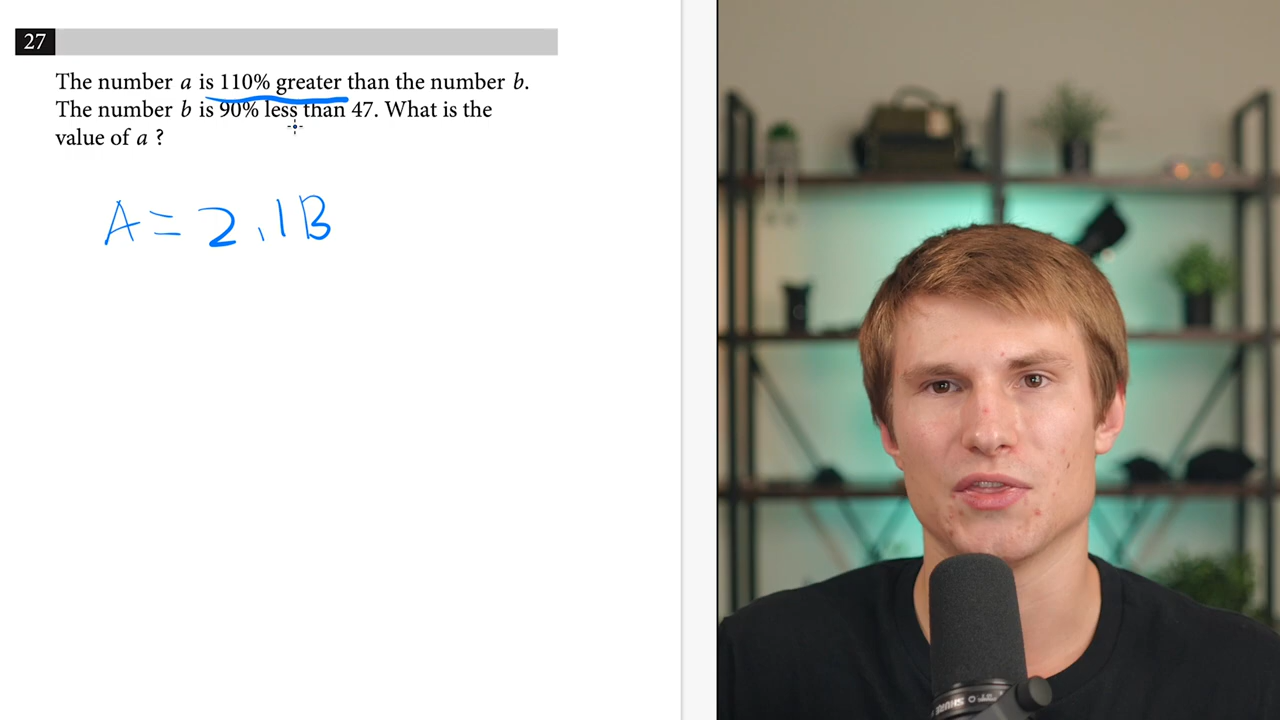 27
The number a is 110% greater than the number b.
The number b is 90% less than 47. What is the
value of a ?
A = 2.1B
SHURE